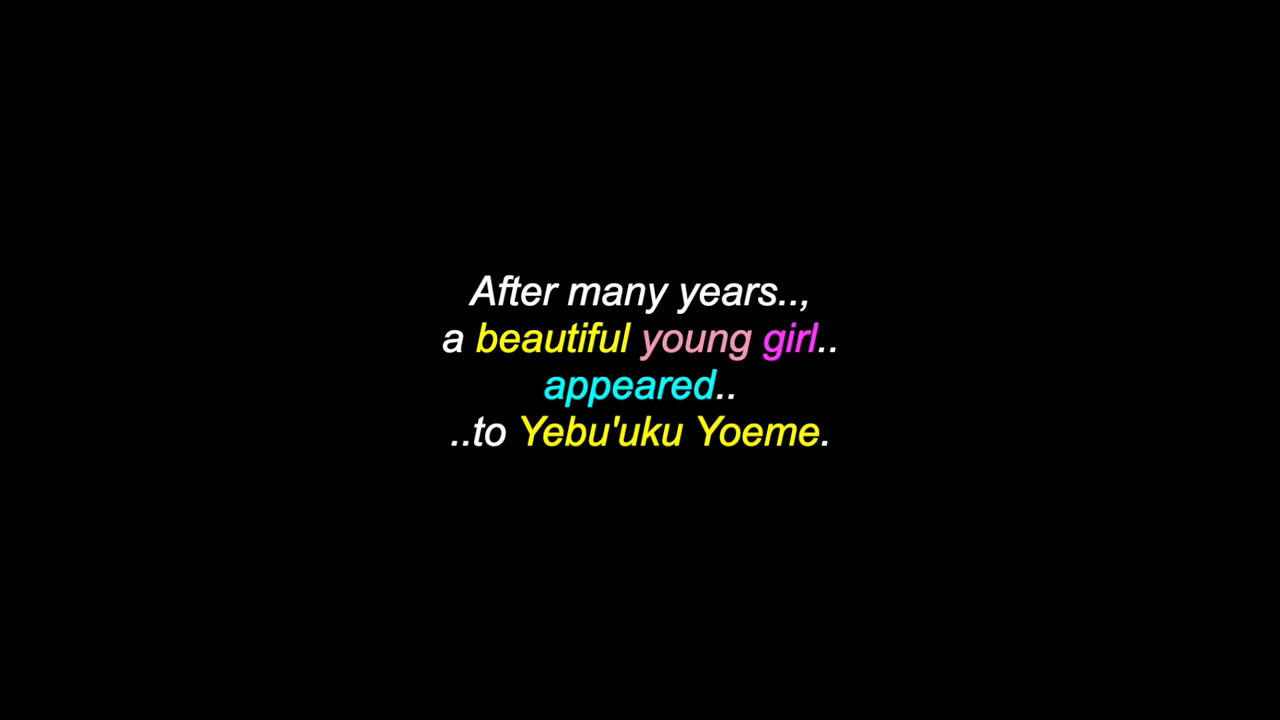 After many years..,
a beautiful young girl..
appeared..
..to Yebu'uku Yoeme.